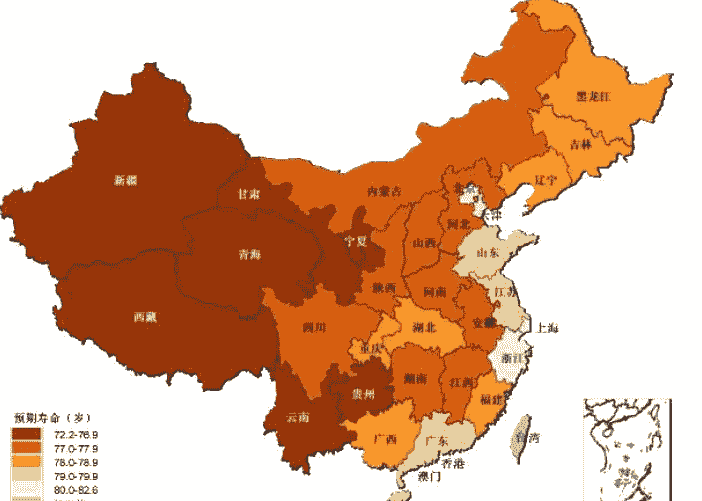 黑龙江
吉林
辽宁
新疆
甘肃
内蒙古
北京
天津
青海
宁夏
山西
河北
山东
陕西
河南
江苏
西藏
四川
重庆
湖北
安徽
上海
浙江
贵州
湖南
江西
福建
云南
广西
广东
台湾
香港
澳门
预期寿命（岁）
72.2-76.9
77.0-77.9
78.0-78.9
79.0-79.9
80.0-82.6